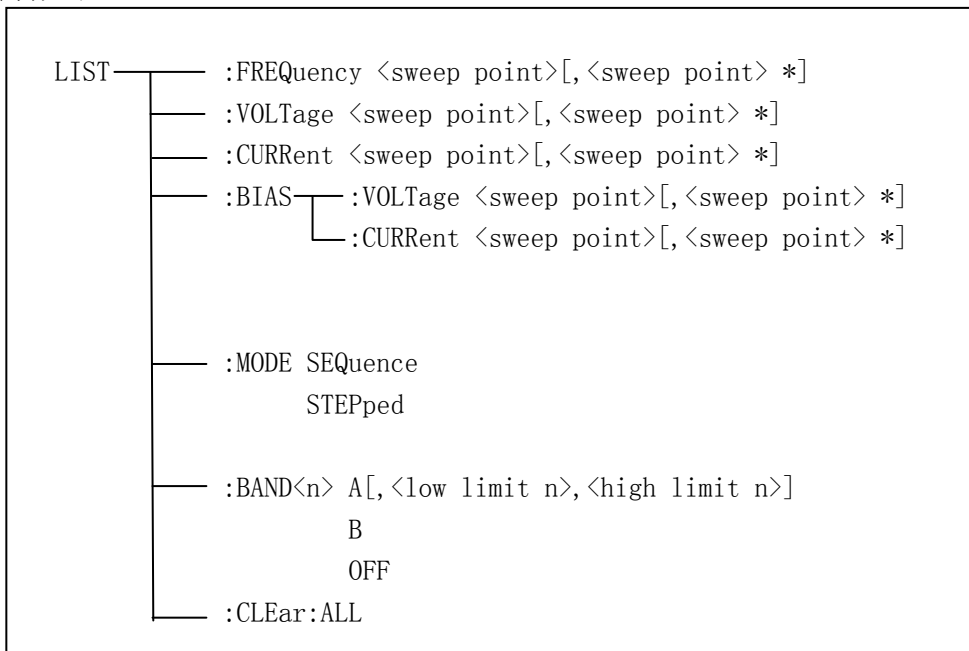 LIST :FREQuency <sweep point>[,<sweep point> *]
:VOLTage <sweep point>[,<sweep point> *]
:CURRent <sweep point>[,<sweep point> *]
:BIAS :VOLTage <sweep point>[,<sweep point> *]
:CURRent <sweep point>[,<sweep point> *]
:MODE SEQuence
STEPped
:BAND<n> A[,<low limit n>,<high limit n>]
B
OFF
:CLEar:ALL